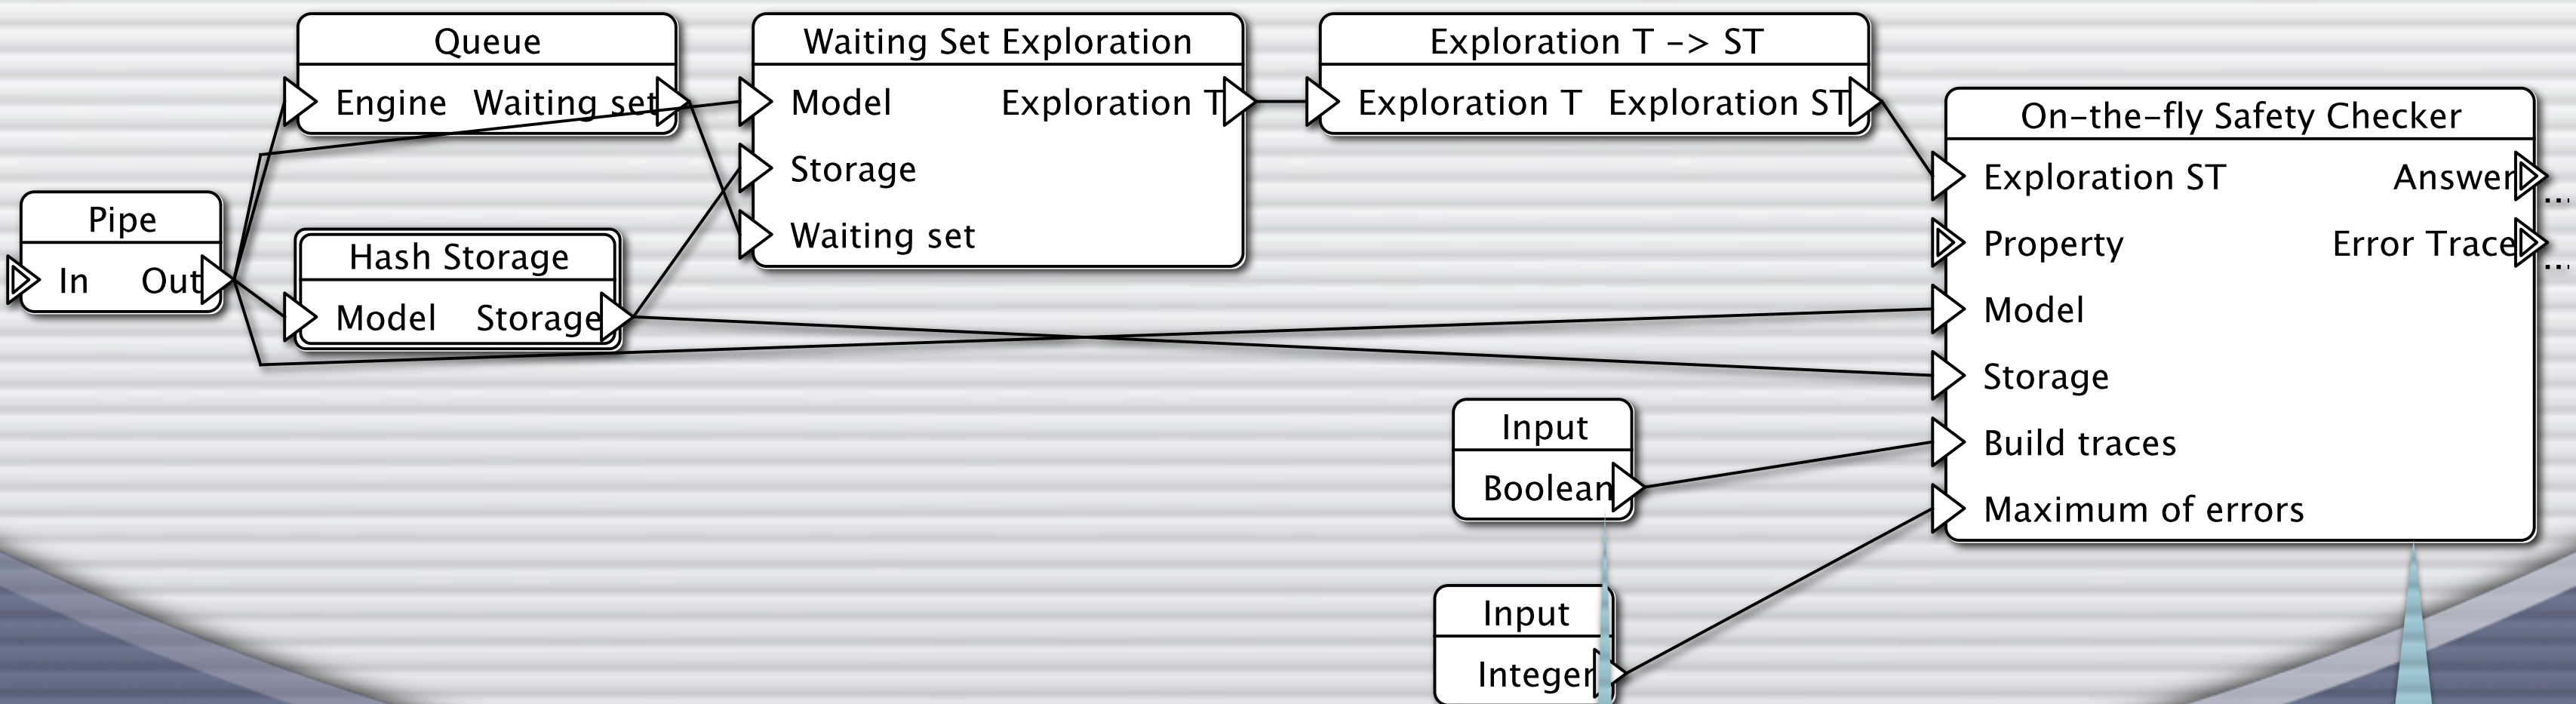 Queue
Engine Waiting set
Waiting Set Exploration
Model Exploration T
Storage
Waiting set
Exploration T -> ST
Exploration T Exploration ST
On-the-fly Safety Checker
Exploration ST Answer
...
Property Error Trace
...
Model
Storage
Build traces
Maximum of errors
Pipe
In Out
Hash Storage
Model Storage
Input
Boolean
Input
Integer